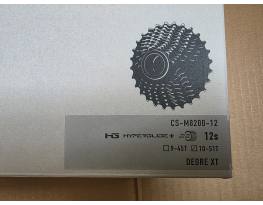 CS-M8200-12
HG HYPERGLIDE+ 12s
9-45T 10-51T
DEORE XT